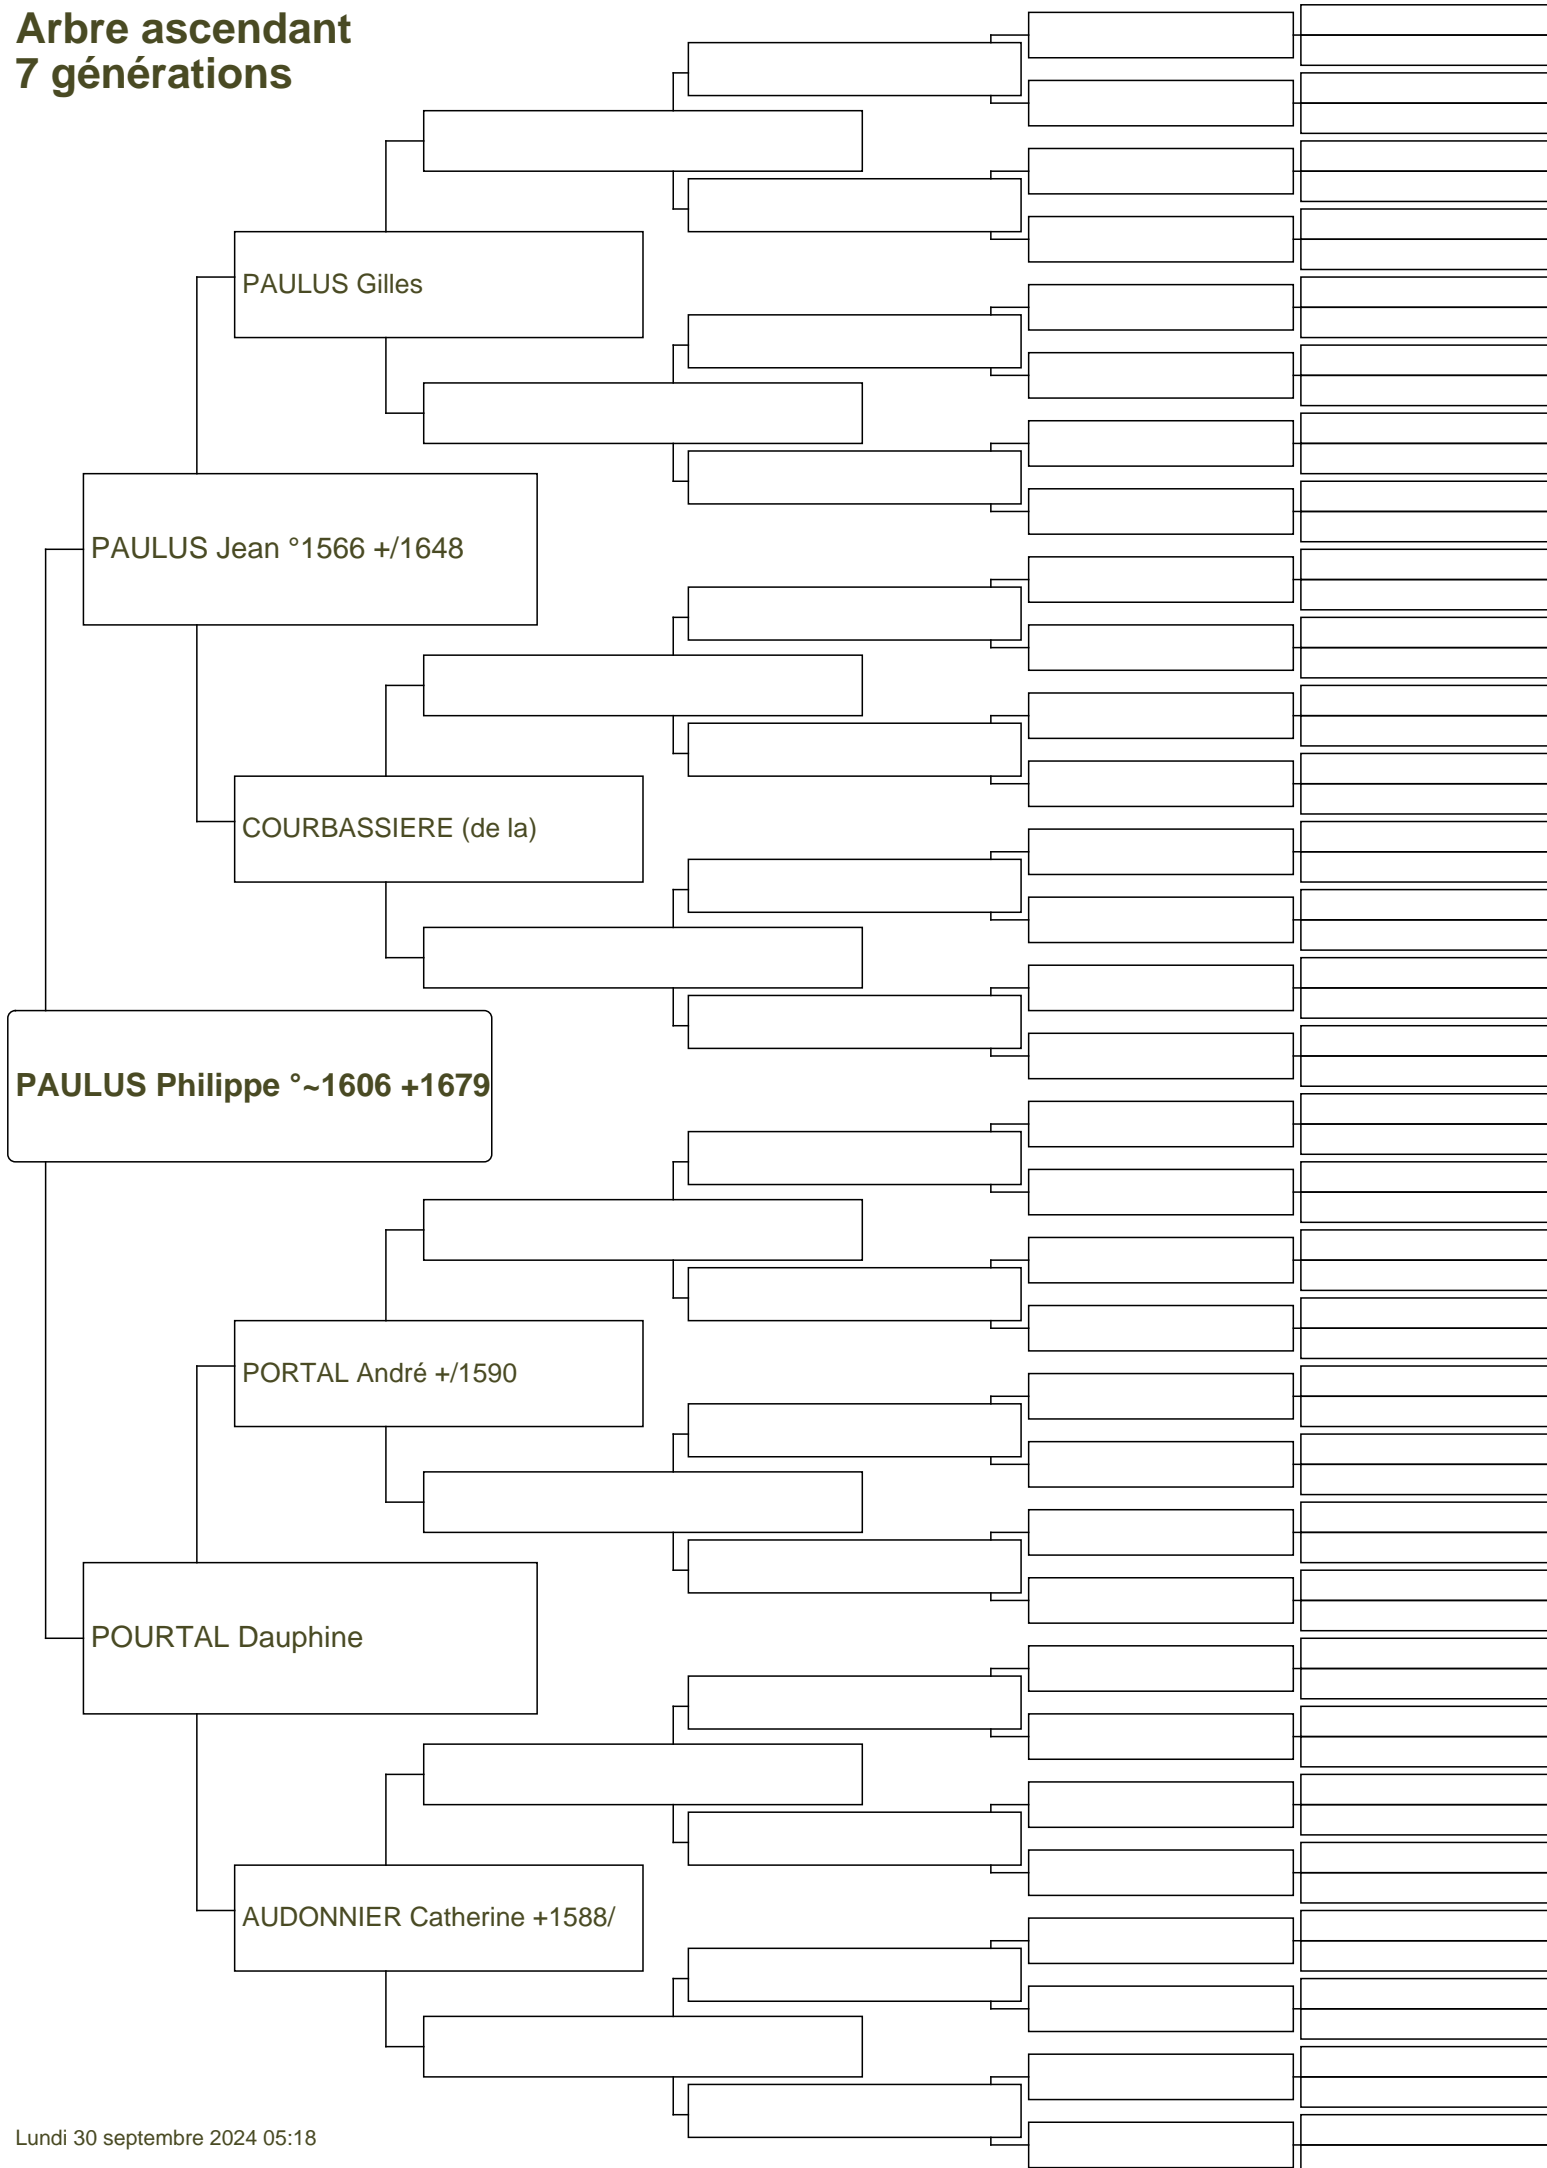 Arbre ascendant
7 générations
PAULUS Gilles
PAULUS Jean °1566 +/1648
COURBASSIERE (de la)
PAULUS Philippe °~1606 +1679
PORTAL André +/1590
POURTAL Dauphine
AUDONNIER Catherine +1588/
Lundi 30 septembre 2024 05:18